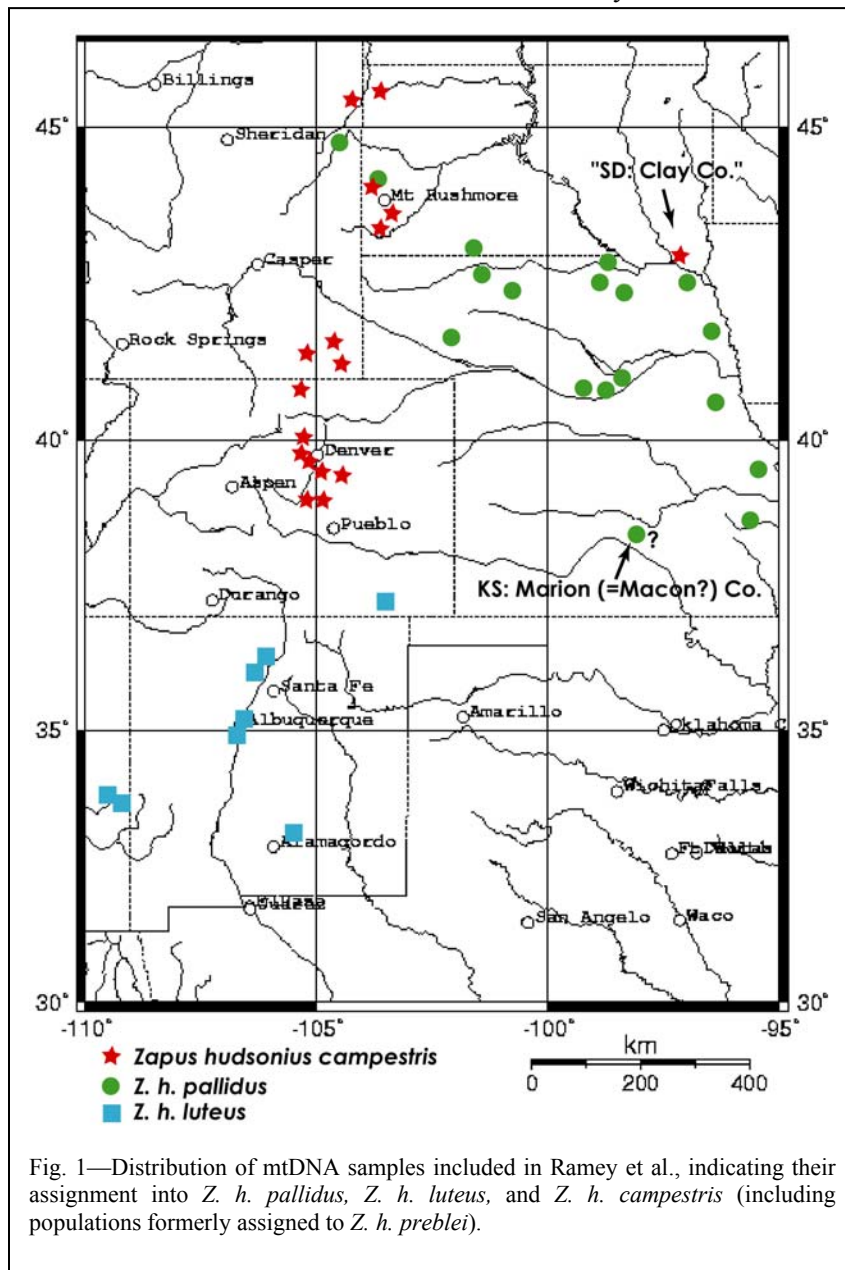 Billings
45°
45°
Sheridan
"SD: Clay Co."
Mt Rushmore
Casper
Rock Springs
40°
40°
Denver
Aspen
Pueblo
?
KS: Marion (=Macon?) Co.
Durango
Santa Fe
Amarillo
Albuquerque
35°
35°
Oklahoma C
Wichita Falls
Alamagordo
San Angelo
Waco
30°
30°
-110°
-105°
-100°
-95°
km
0
200
400
Zapus hudsonius campestris
Z. h. pallidus
Z. h. luteus
Fig. 1—Distribution of mtDNA samples included in Ramey et al., indicating their
assignment into Z. h. pallidus, Z. h. luteus, and Z. h. campestris (including
populations formerly assigned to Z. h. preblei).